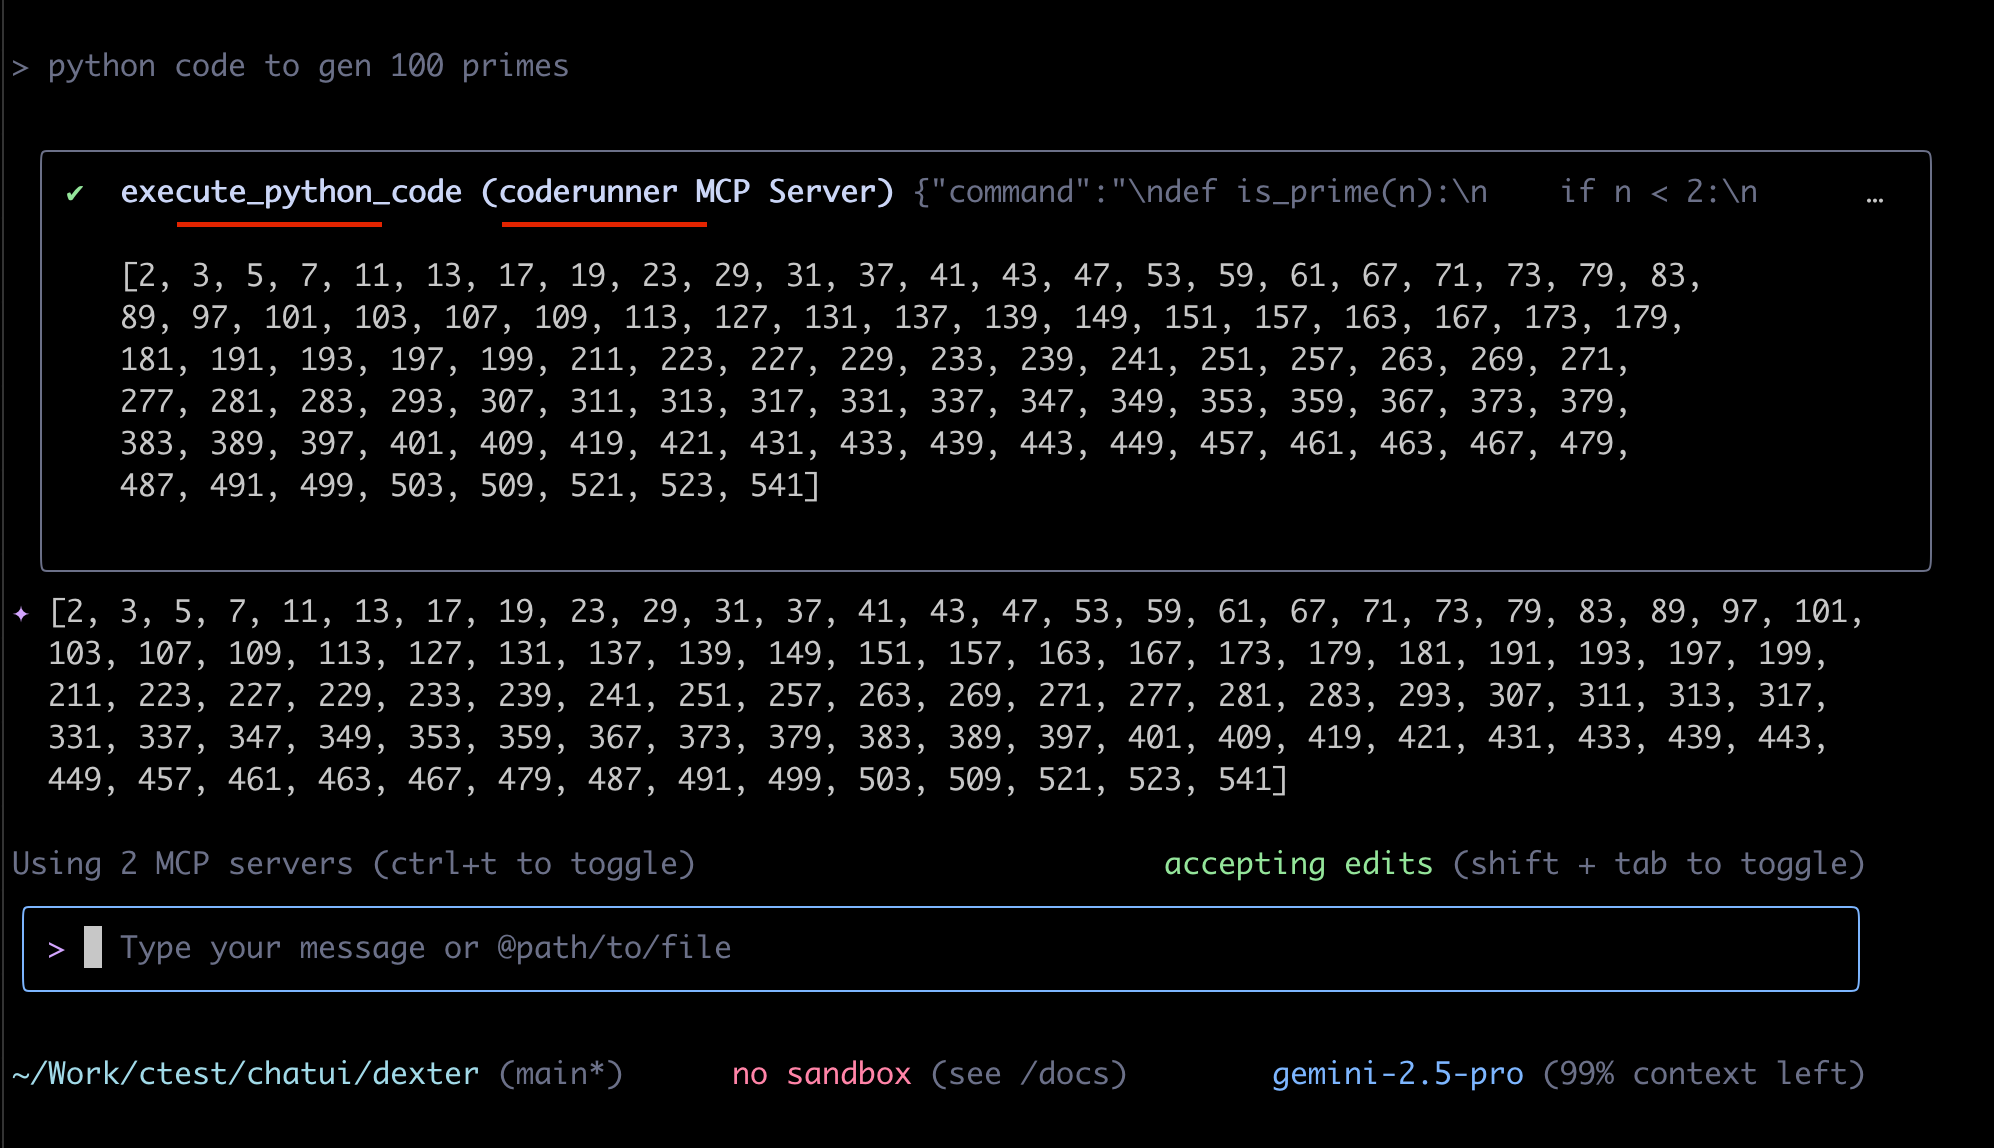 > python code to gen 100 primes
✔ execute_python_code (coderunner MCP Server) {"command":"\ndef is_prime(n):\n    if n < 2:\n …
[2, 3, 5, 7, 11, 13, 17, 19, 23, 29, 31, 37, 41, 43, 47, 53, 59, 61, 67, 71, 73, 79, 83,
89, 97, 101, 103, 107, 109, 113, 127, 131, 137, 139, 149, 151, 157, 163, 167, 173, 179,
181, 191, 193, 197, 199, 211, 223, 227, 229, 233, 239, 241, 251, 257, 263, 269, 271,
277, 281, 283, 293, 307, 311, 313, 317, 331, 337, 347, 349, 353, 359, 367, 373, 379,
383, 389, 397, 401, 409, 419, 421, 431, 433, 439, 443, 449, 457, 461, 463, 467, 479,
487, 491, 499, 503, 509, 521, 523, 541]
✦ [2, 3, 5, 7, 11, 13, 17, 19, 23, 29, 31, 37, 41, 43, 47, 53, 59, 61, 67, 71, 73, 79, 83, 89, 97, 101,
103, 107, 109, 113, 127, 131, 137, 139, 149, 151, 157, 163, 167, 173, 179, 181, 191, 193, 197, 199,
211, 223, 227, 229, 233, 239, 241, 251, 257, 263, 269, 271, 277, 281, 283, 293, 307, 311, 313, 317,
331, 337, 347, 349, 353, 359, 367, 373, 379, 383, 389, 397, 401, 409, 419, 421, 431, 433, 439, 443,
449, 457, 461, 463, 467, 479, 487, 491, 499, 503, 509, 521, 523, 541]
Using 2 MCP servers (ctrl+t to toggle) accepting edits (shift + tab to toggle)
> Type your message or @path/to/file
~/Work/ctest/chatui/dexter (main*) no sandbox (see /docs) gemini-2.5-pro (99% context left)